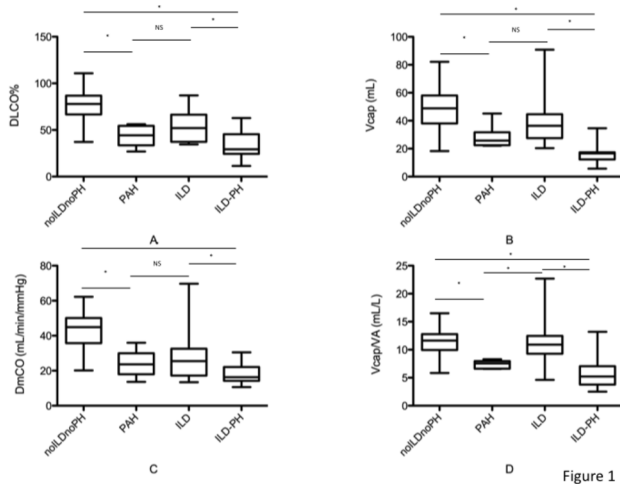 *
* NS *
DLCO%
150
100
50
0
noILDnoPH
PAH
ILD
ILD-PH
A.
*
* NS *
Vcap (mL)
100
80
60
40
20
0
noILDnoPH
PAH
ILD
ILD-PH
B
* NS *
DmCO (mL/min/mmHg)
80
60
40
20
0
noILDnoPH
PAH
ILD
ILD-PH
C
*
* * *
Vcap/VA (mL/L)
25
20
15
10
5
0
noILDnoPH
PAH
ILD
ILD-PH
D
Figure 1